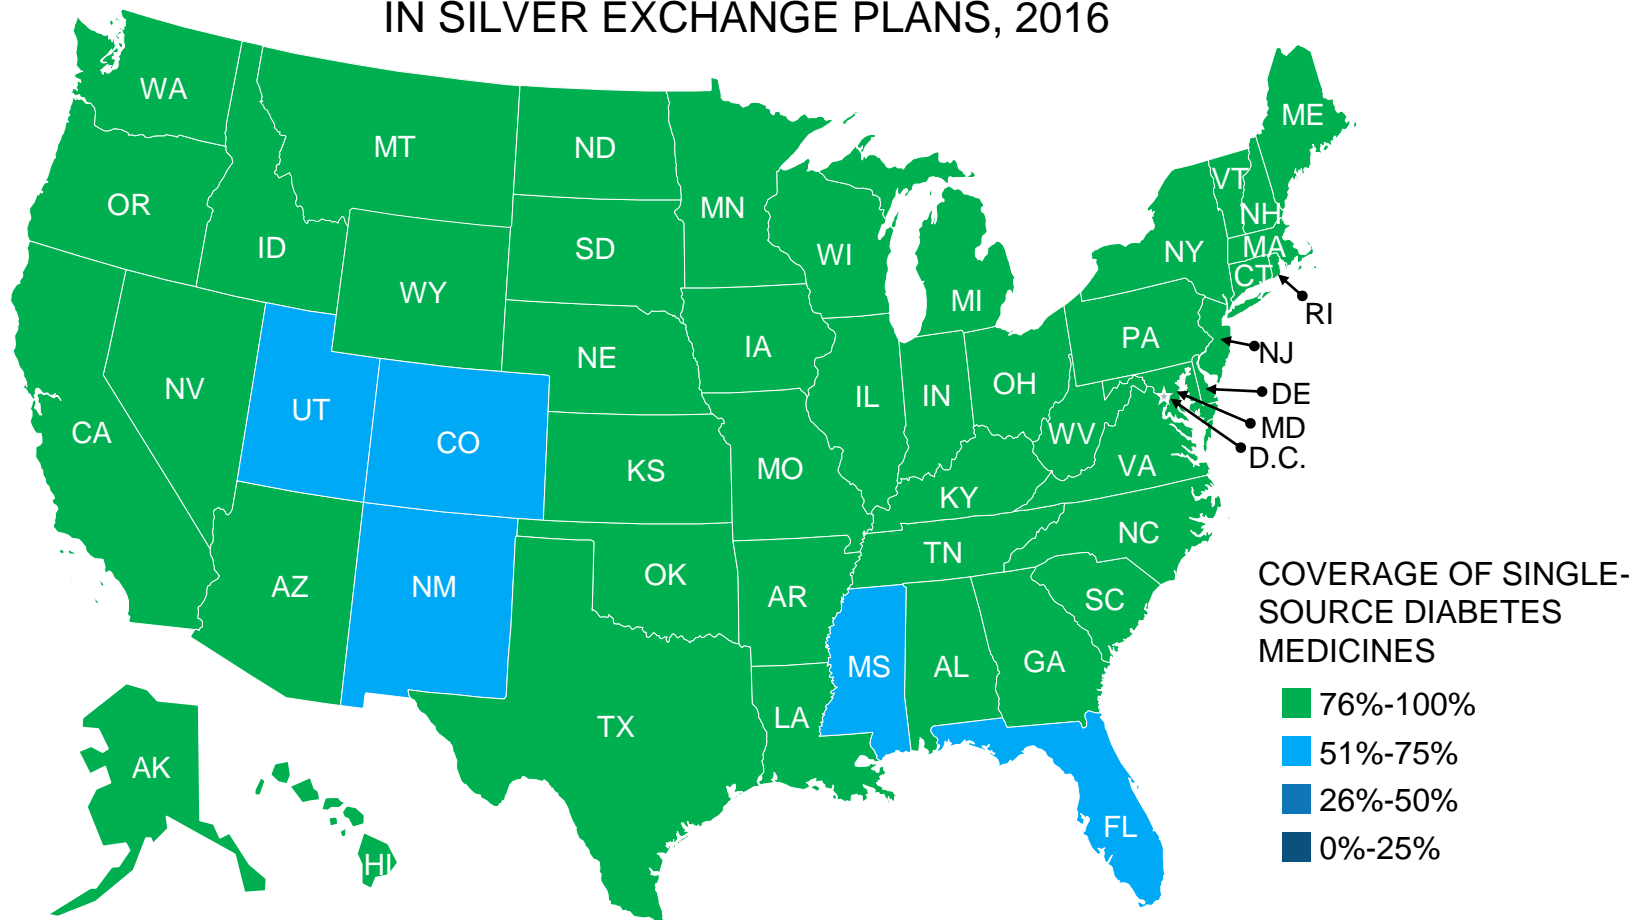 IN SILVER EXCHANGE PLANS, 2016
WA
MT
ND
MN
ME
OR
ID
SD
WI
VT
NH
NY
MA
WY
MI
CT
RI
NE
IA
PA
NJ
NV
UT
IL
IN
OH
DE
CA
CO
WV
MD
D.C.
KS
MO
VA
KY
NC
TN
AZ
NM
OK
AR
SC
MS
AL
GA
TX
LA
AK
FL
HI
COVERAGE OF SINGLE-
SOURCE DIABETES
MEDICINES
76%-100%
51%-75%
26%-50%
0%-25%